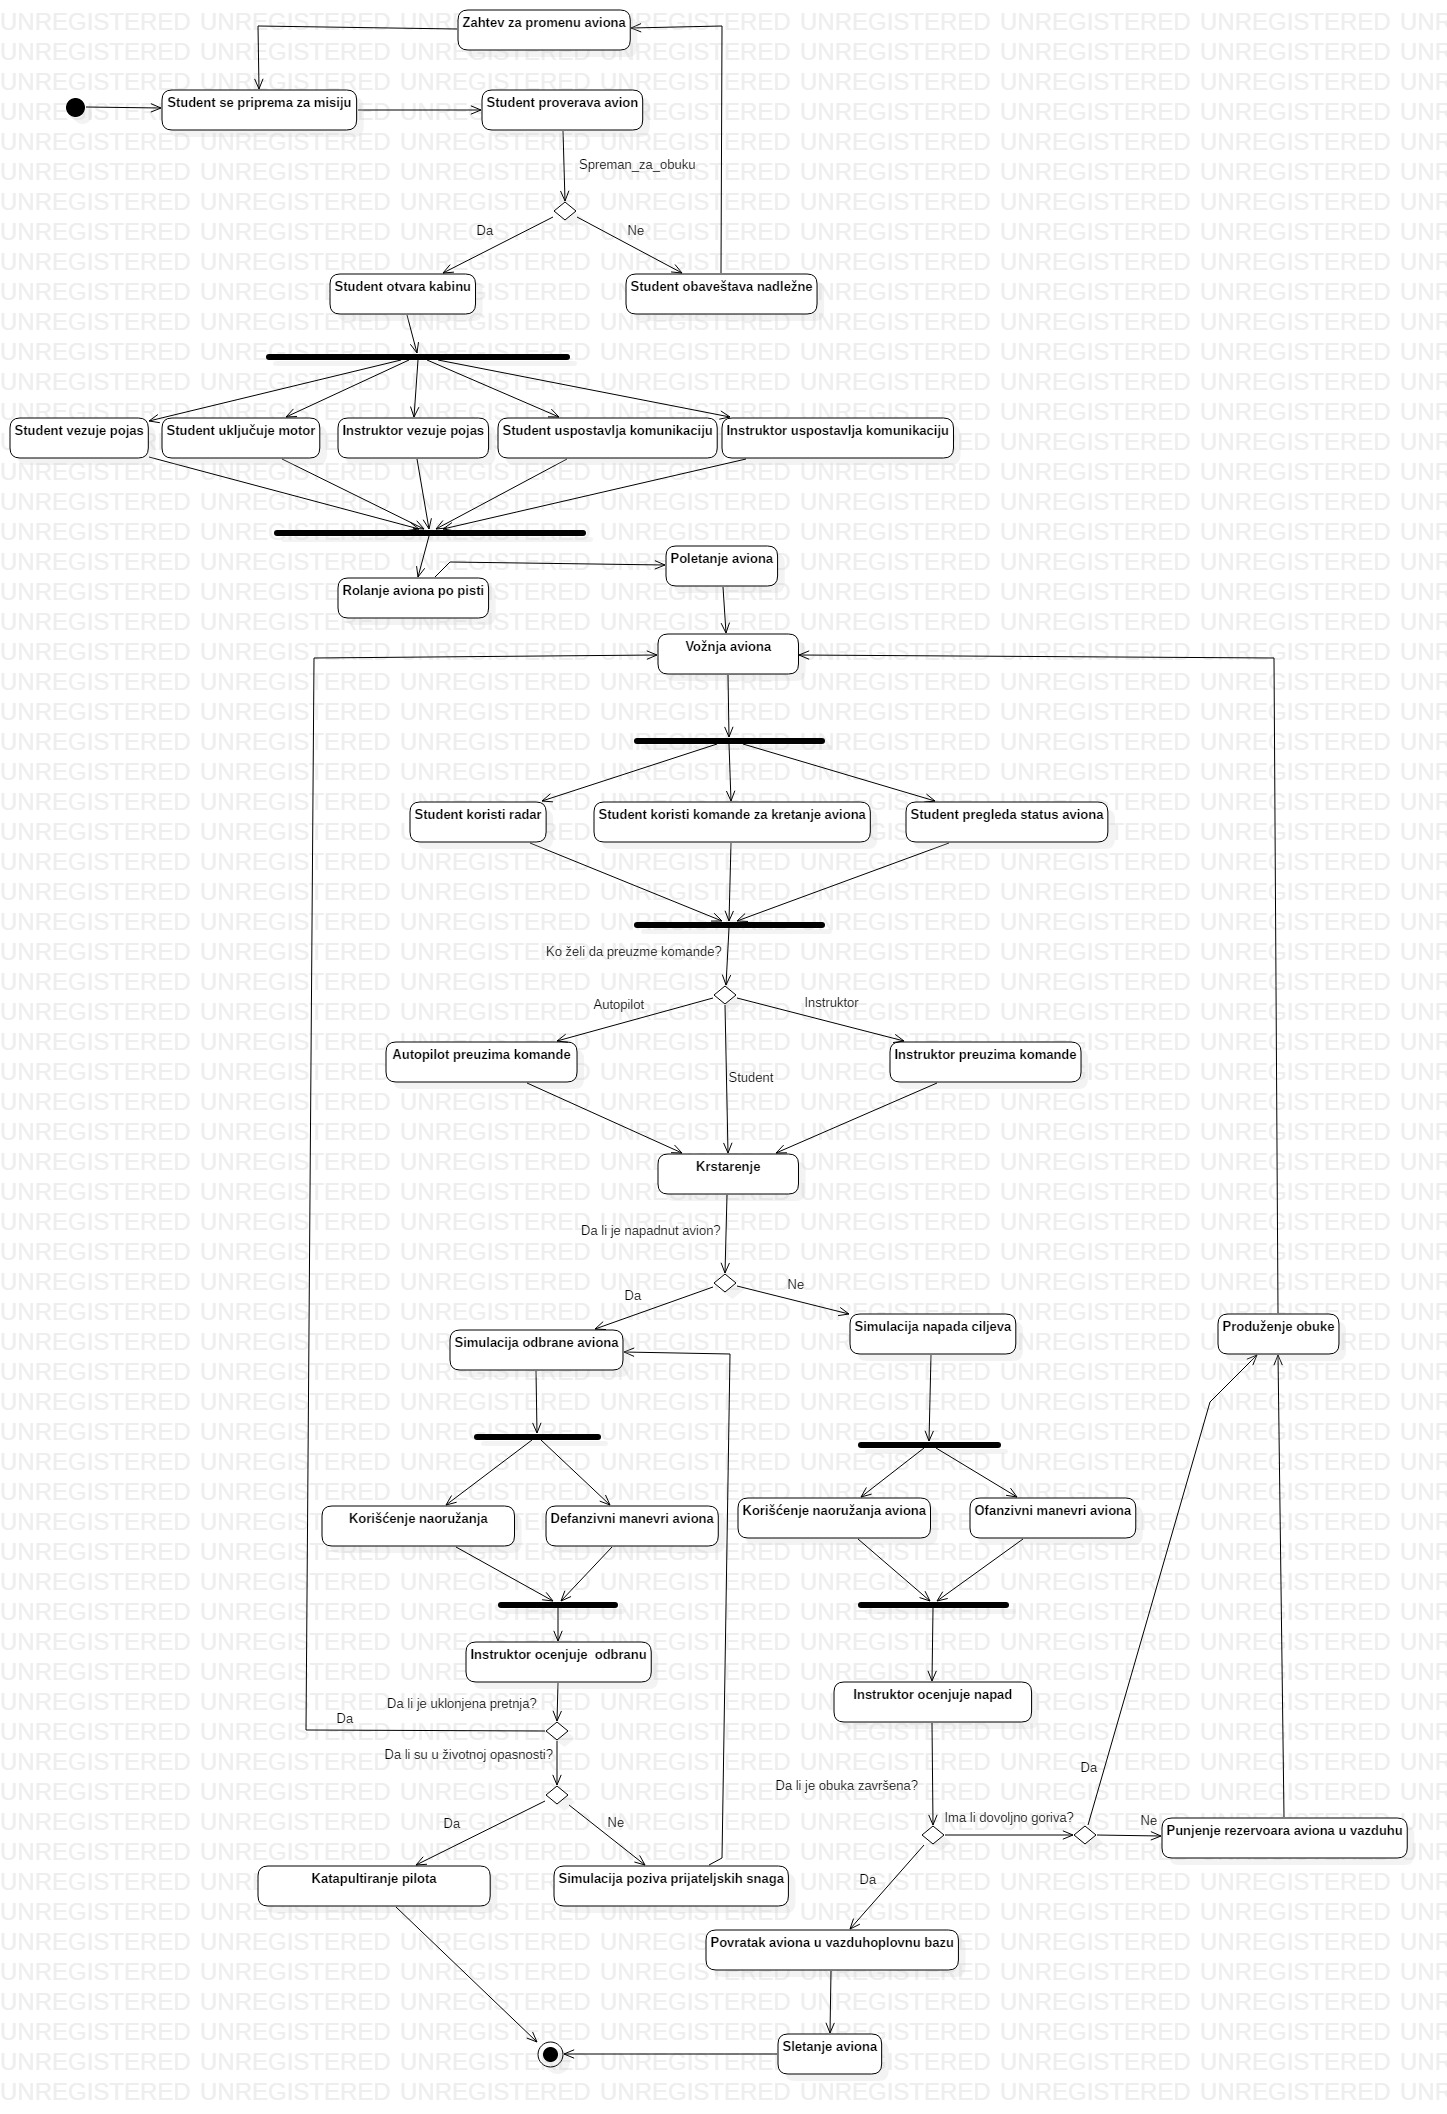 Zahtev za promenu aviona
Student se priprema za misiju
Student proverava avion
Spreman_za_obuku
Da
Ne
Student otvara kabinu
Student obaveštava nadležne
Student vezuje pojas
Student uključuje motor
Instruktor vezuje pojas
Student uspostavlja komunikaciju
Instruktor uspostavlja komunikaciju
Poletanje aviona
Rolanje aviona po pisti
Vožnja aviona
Student koristi radar
Student koristi komande za kretanje aviona
Student pregleda status aviona
Ko želi da preuzme komande?
Autopilot
Instruktor
Autopilot preuzima komande
Student
Instruktor preuzima komande
Krstarenje
Da li je napadnut avion?
Da
Ne
Simulacija odbrane aviona
Simulacija napada ciljeva
Produženje obuke
Korišćenje naoružanja
Defanzivni manevri aviona
Korišćenje naoružanja aviona
Ofanzivni manevri aviona
Instruktor ocenjuje  odbranu
Instruktor ocenjuje napad
Da li je uklonjena pretnja?
Da
Da li su u životnoj opasnosti?
Da
Da li je obuka završena?
Ima li dovoljno goriva?
Da
Ne
Ne
Punjenje rezervoara aviona u vazduhu
Katapultiranje pilota
Simulacija poziva prijateljskih snaga
Da
Povratak aviona u vazduhoplovnu bazu
Sletanje aviona
UNREGISTERED